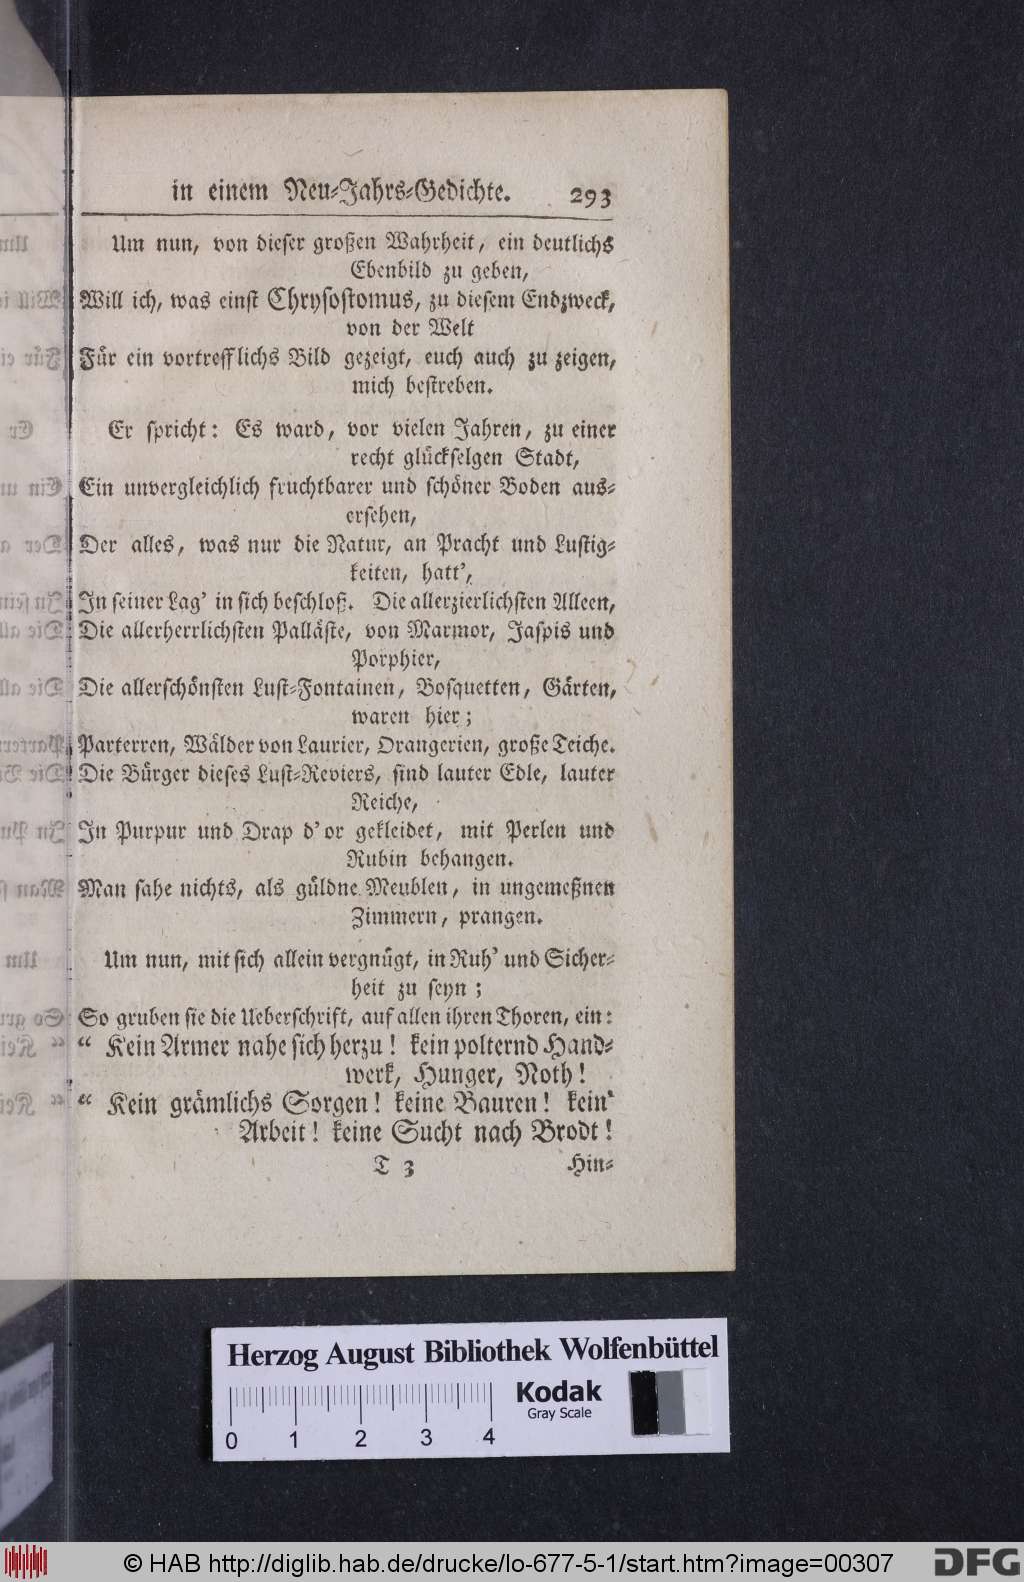 in einem Neu-Jahrs-Gedichte. 293
Um nun, von dieser großen Wahrheit, ein deutlichs
Ebenbild zu geben,
Will ich, was einst Chrysostomus, zu diesem Endzweck,
von der Welt
Für ein vortrefflichs Bild gezeigt, euch auch zu zeigen,
mich bestreben.
Er spricht: Es ward, vor vielen Jahren, zu einer
recht glückselgen Stadt,
Ein unvergleichlich fruchtbarer und schöner Boden aus-
ersehen,
Der alles, was nur die Natur, an Pracht und Lustig-
keiten, hatt',
In seiner Lag' in sich beschloß. Die allerzierlichsten Alleen,
Die allerherrlichsten Palläste, von Marmor, Jaspis und
Porphier,
Die allerschönsten Lust-Fontainen, Bosquetten, Gärten,
waren hier;
Parterren, Wälder von Laurier, Orangerien, große Teiche.
Die Bürger dieses Lust-Reviers, sind lauter Edle, lauter
Reiche,
In Purpur und Drap d'or gekleidet, mit Perlen und
Rubin behangen.
Man sahe nichts, als güldne Meublen, in ungemeßnen
Zimmern, prangen.
Um nun, mit sich allein vergnügt, in Ruh' und Sicher-
heit zu seyn;
So gruben sie die Ueberschrift, auf allen ihren Thoren, ein:
“ Kein Armer nahe sich herzu! kein polternd Hand-
werk, Hunger, Noth!
“ Kein grämlichs Sorgen! keine Bauren! kein
Arbeit! keine Sucht nach Brodt!
T 3 Hin-
Herzog August Bibliothek Wolfenbüttel
Kodak
Gray Scale
0 1 2 3 4
© HAB http://diglib.hab.de/drucke/lo-677-5-1/start.htm?image=00307
DFG